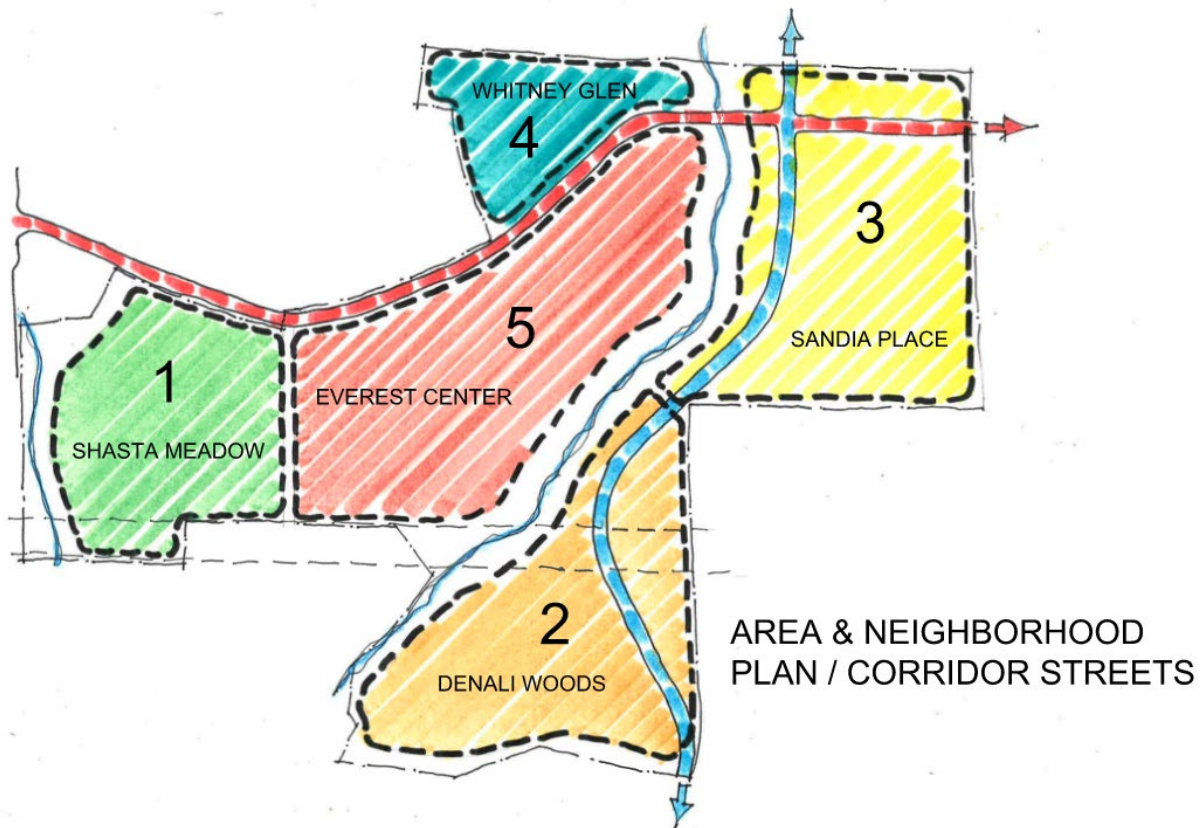 WHITNEY GLEN
4
3
SANDIA PLACE
5
EVEREST CENTER
1
SHASTA MEADOW
2
DENALI WOODS
AREA & NEIGHBORHOOD
PLAN / CORRIDOR STREETS